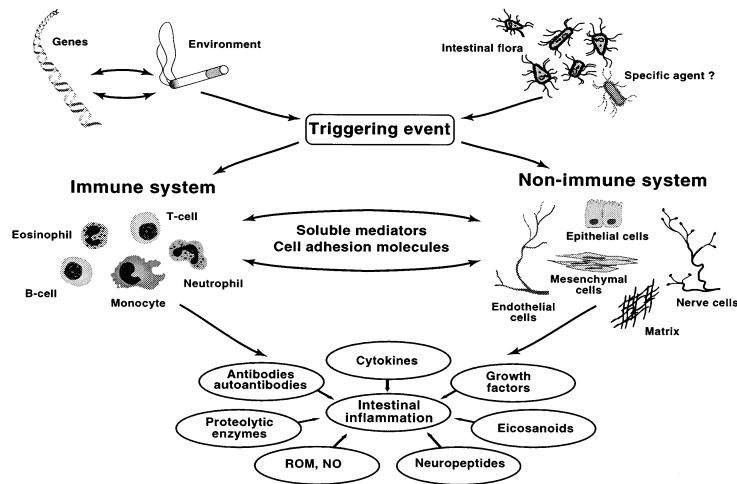 Genes
Environment
Intestinal flora
Specific agent ?
Triggering event
Immune system
Non-immune system
T-cell
Eosinophil
B-cell
Monocyte
Neutrophil
Soluble mediators
Cell adhesion molecules
Epithelial cells
Mesenchymal
cells
Endothelial
cells
Nerve cells
Matrix
Antibodies
autoantibodies
Cytokines
Growth
factors
Proteolytic
enzymes
Intestinal
inflammation
Eicosanoids
ROM, NO
Neuropeptides